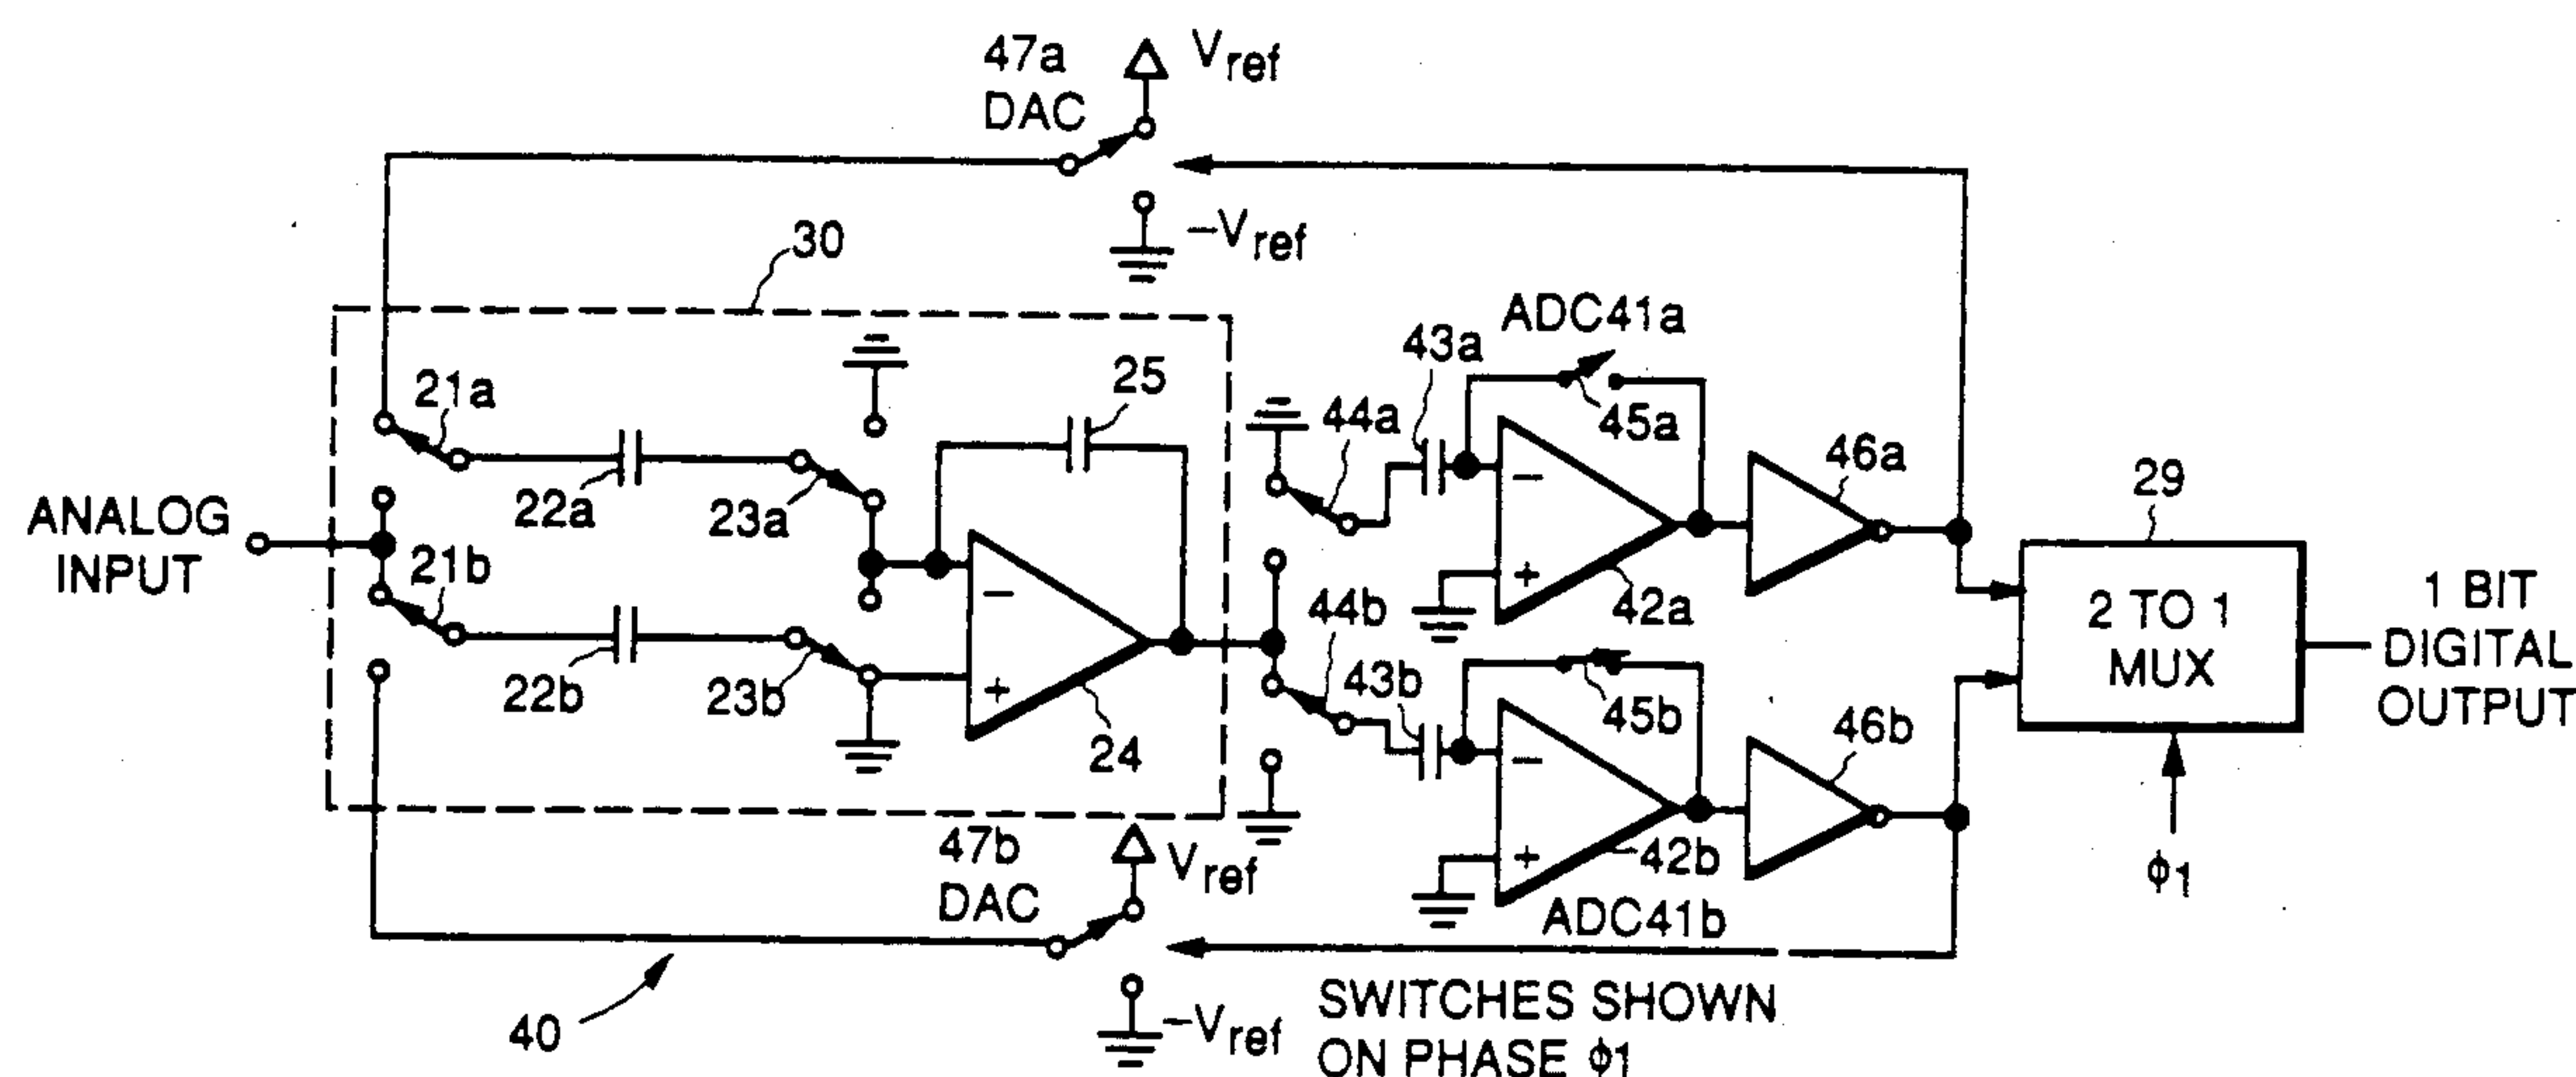 47a
DAC
Vref
-Vref
30
ADC41a
43a
21a
25
44a
45a
46a
29
22a
23a
ANALOG
INPUT
21b
42a
2 TO 1
MUX
1 BIT
DIGITAL
OUTPUT
44b
22b
23b
43b
45b
46b
24
47b
DAC
Vref
42b
ϕ1
ADC41b
40
-Vref
SWITCHES SHOWN
ON PHASE ϕ1